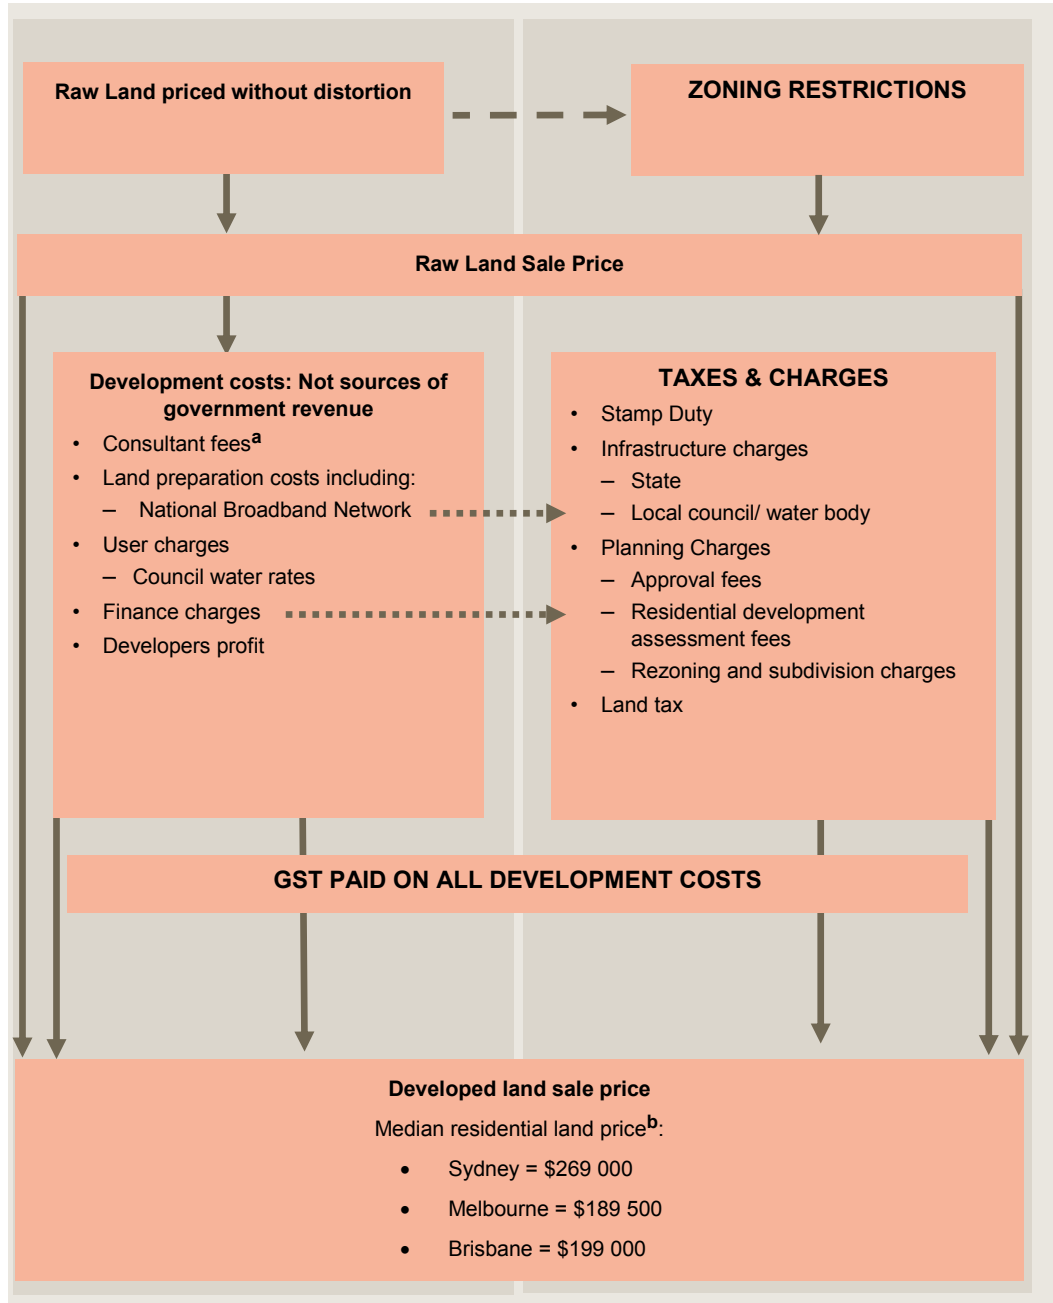 Raw Land priced without distortion
ZONING RESTRICTIONS
Raw Land Sale Price
Development costs: Not sources of
government revenue
• Consultant feesa
• Land preparation costs including:
– National Broadband Network
• User charges
– Council water rates
• Finance charges
• Developers profit
TAXES & CHARGES
• Stamp Duty
• Infrastructure charges
– State
– Local council/ water body
• Planning Charges
– Approval fees
– Residential development
assessment fees
– Rezoning and subdivision charges
• Land tax
GST PAID ON ALL DEVELOPMENT COSTS
Developed land sale price
Median residential land priceb:
• Sydney = $269 000
• Melbourne = $189 500
• Brisbane = $199 000